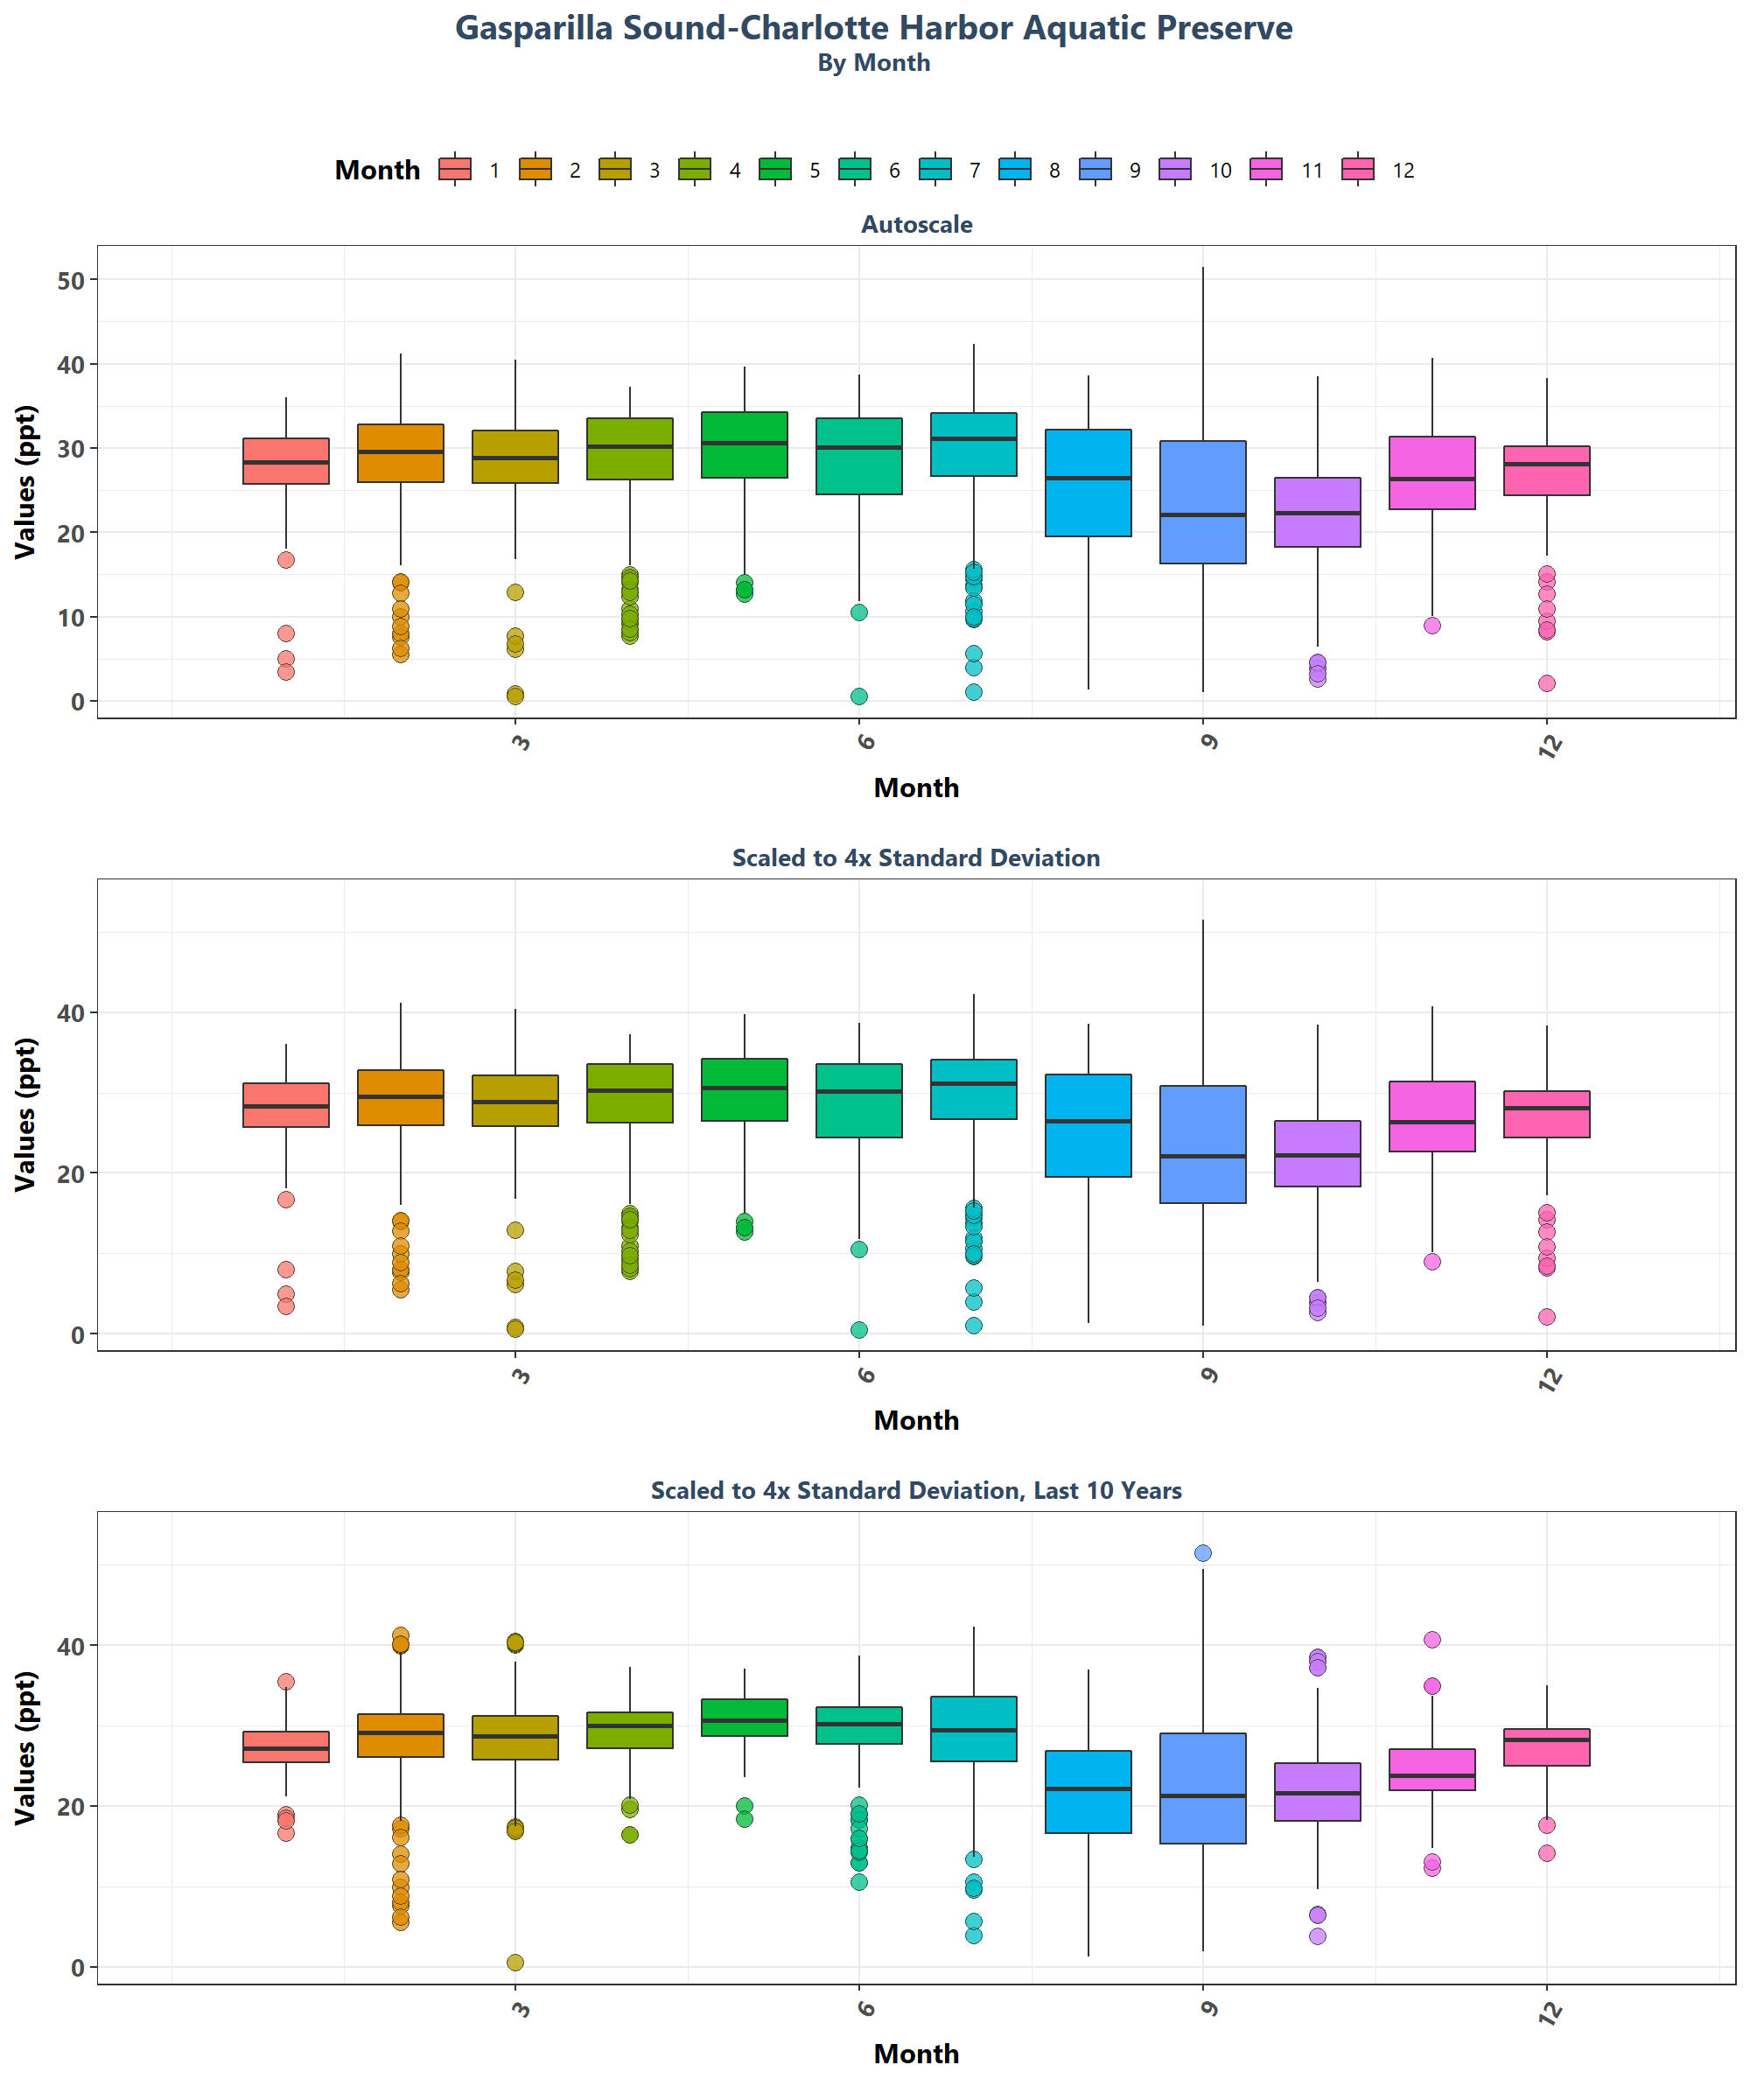 Gasparilla Sound-Charlotte Harbor Aquatic Preserve
By Month
Month 1 2 3 4 5 6 7 8 9 10 11 12
Autoscale
Values (ppt)
50
40
30
20
10
0
3 6 9 12
Month
Scaled to 4x Standard Deviation
Values (ppt)
40
20
0
3 6 9 12
Month
Scaled to 4x Standard Deviation, Last 10 Years
Values (ppt)
40
20
0
3 6 9 12
Month